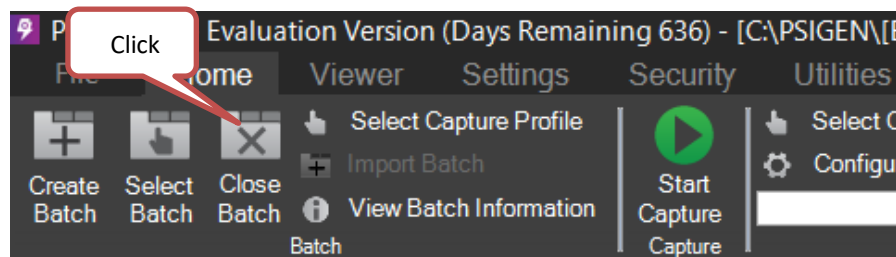 P Evaluation Version (Days Remaining 636) - [C:\PSIGEN\[
Click
Home Viewer Settings Security Utilities
Create Batch
Select Batch
Close Batch
Select Capture Profile
Import Batch
View Batch Information
Batch
Start Capture
Capture
Select
Configu